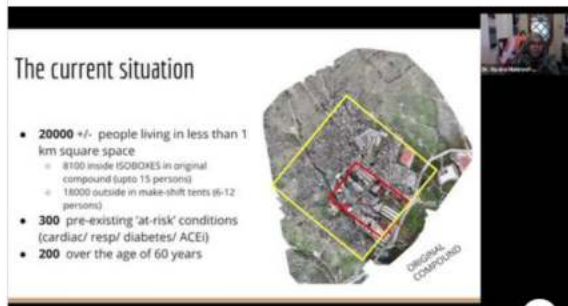 The current situation
20000 +/- people living in less than 1
km square space
8100 inside ISOBOXES in original
compound (upto 15 persons)
18000 outside in make-shift tents (6-12
persons)
300 pre-existing 'at-risk' conditions
(cardiac/ resp/ diabetes/ ACEi)
200 over the age of 60 years
ORIGINAL
COMPOUND